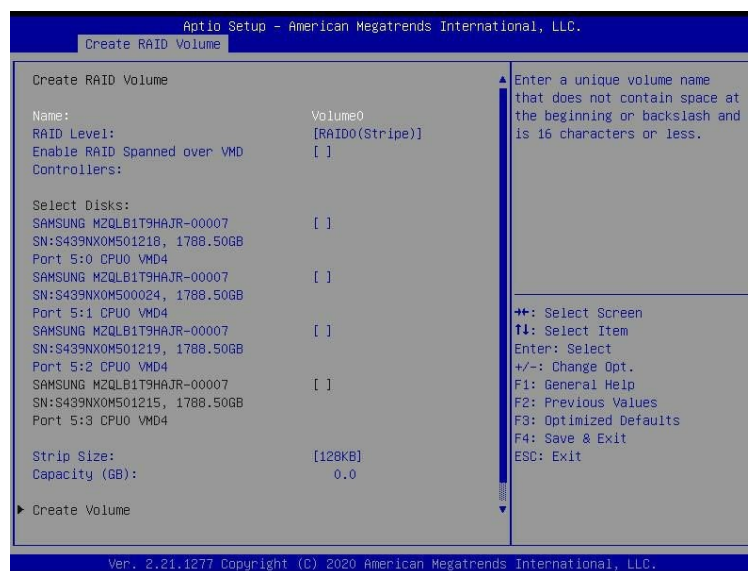 Aptio Setup – American Megatrends International, LLC.
Create RAID Volume
Create RAID Volume
Name: Volume0
RAID Level: [RAID0(Stripe)]
Enable RAID Spanned over VMD [ ]
Controllers:
Select Disks:
SAMSUNG MZQLB1T9HAJR-00007 [ ]
SN:S439NX0M501218, 1788.50GB
Port 5:0 CPU0 VMD4
SAMSUNG MZQLB1T9HAJR-00007 [ ]
SN:S439NX0M500024, 1788.50GB
Port 5:1 CPU0 VMD4
SAMSUNG MZQLB1T9HAJR-00007 [ ]
SN:S439NX0M501219, 1788.50GB
Port 5:2 CPU0 VMD4
SAMSUNG MZQLB1T9HAJR-00007 [ ]
SN:S439NX0M501215, 1788.50GB
Port 5:3 CPU0 VMD4
Strip Size: [128KB]
Capacity (GB): 0.0
Create Volume
Enter a unique volume name
that does not contain space at
the beginning or backslash and
is 16 characters or less.
→←: Select Screen
↑↓: Select Item
Enter: Select
+/-: Change Opt.
F1: General Help
F2: Previous Values
F3: Optimized Defaults
F4: Save & Exit
ESC: Exit
Ver. 2.21.1277 Copyright (C) 2020 American Megatrends International, LLC.